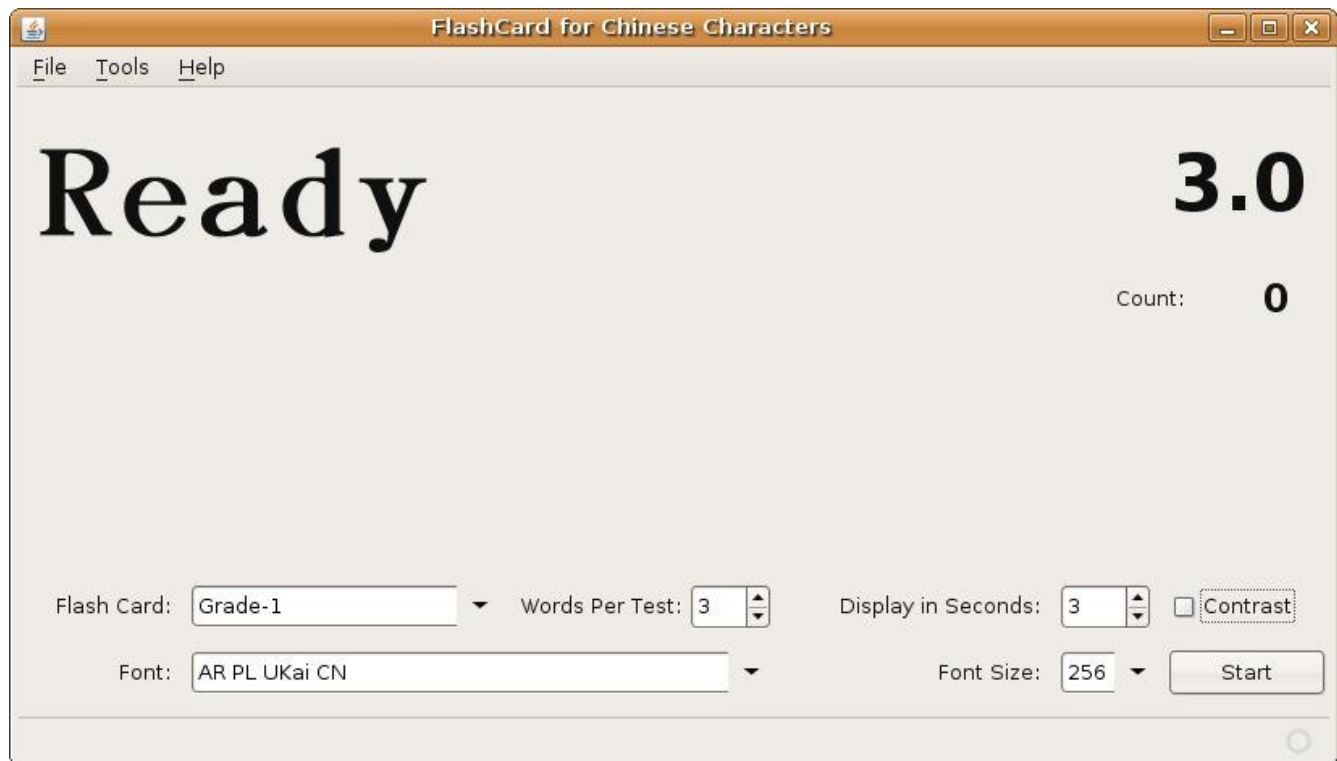 FlashCard for Chinese Characters
File Tools Help
Ready 3.0
Count: 0
Flash Card: Grade-1 Words Per Test: 3 Display in Seconds: 3 Contrast
Font: AR PL UKai CN Font Size: 256 Start